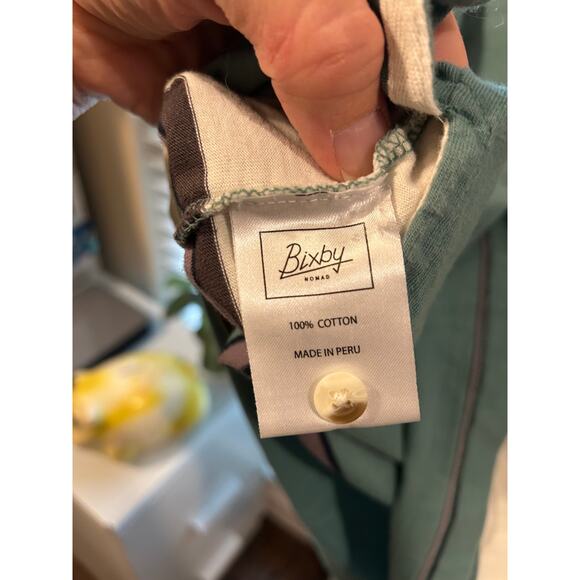 Bixby
NOMAD
100% COTTON
MADE IN PERU